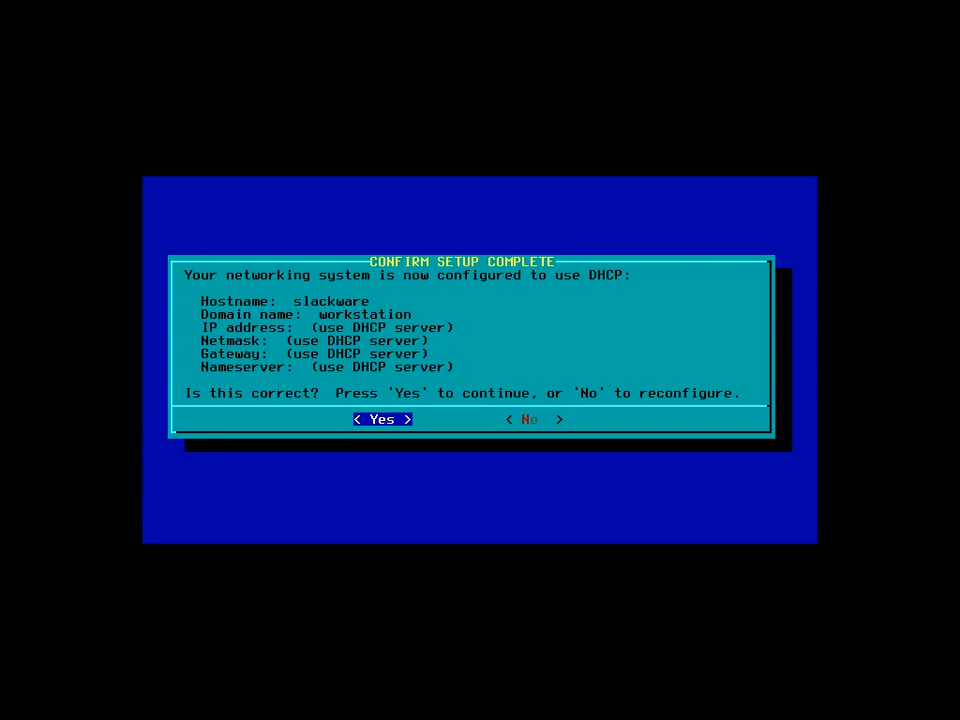 CONFIRM SETUP COMPLETE
Your networking system is now configured to use DHCP:
Hostname:  slackware
Domain name:  workstation
IP address:  (use DHCP server)
Netmask:  (use DHCP server)
Gateway:  (use DHCP server)
Nameserver:  (use DHCP server)
Is this correct?  Press 'Yes' to continue, or 'No' to reconfigure.
< Yes > < No  >